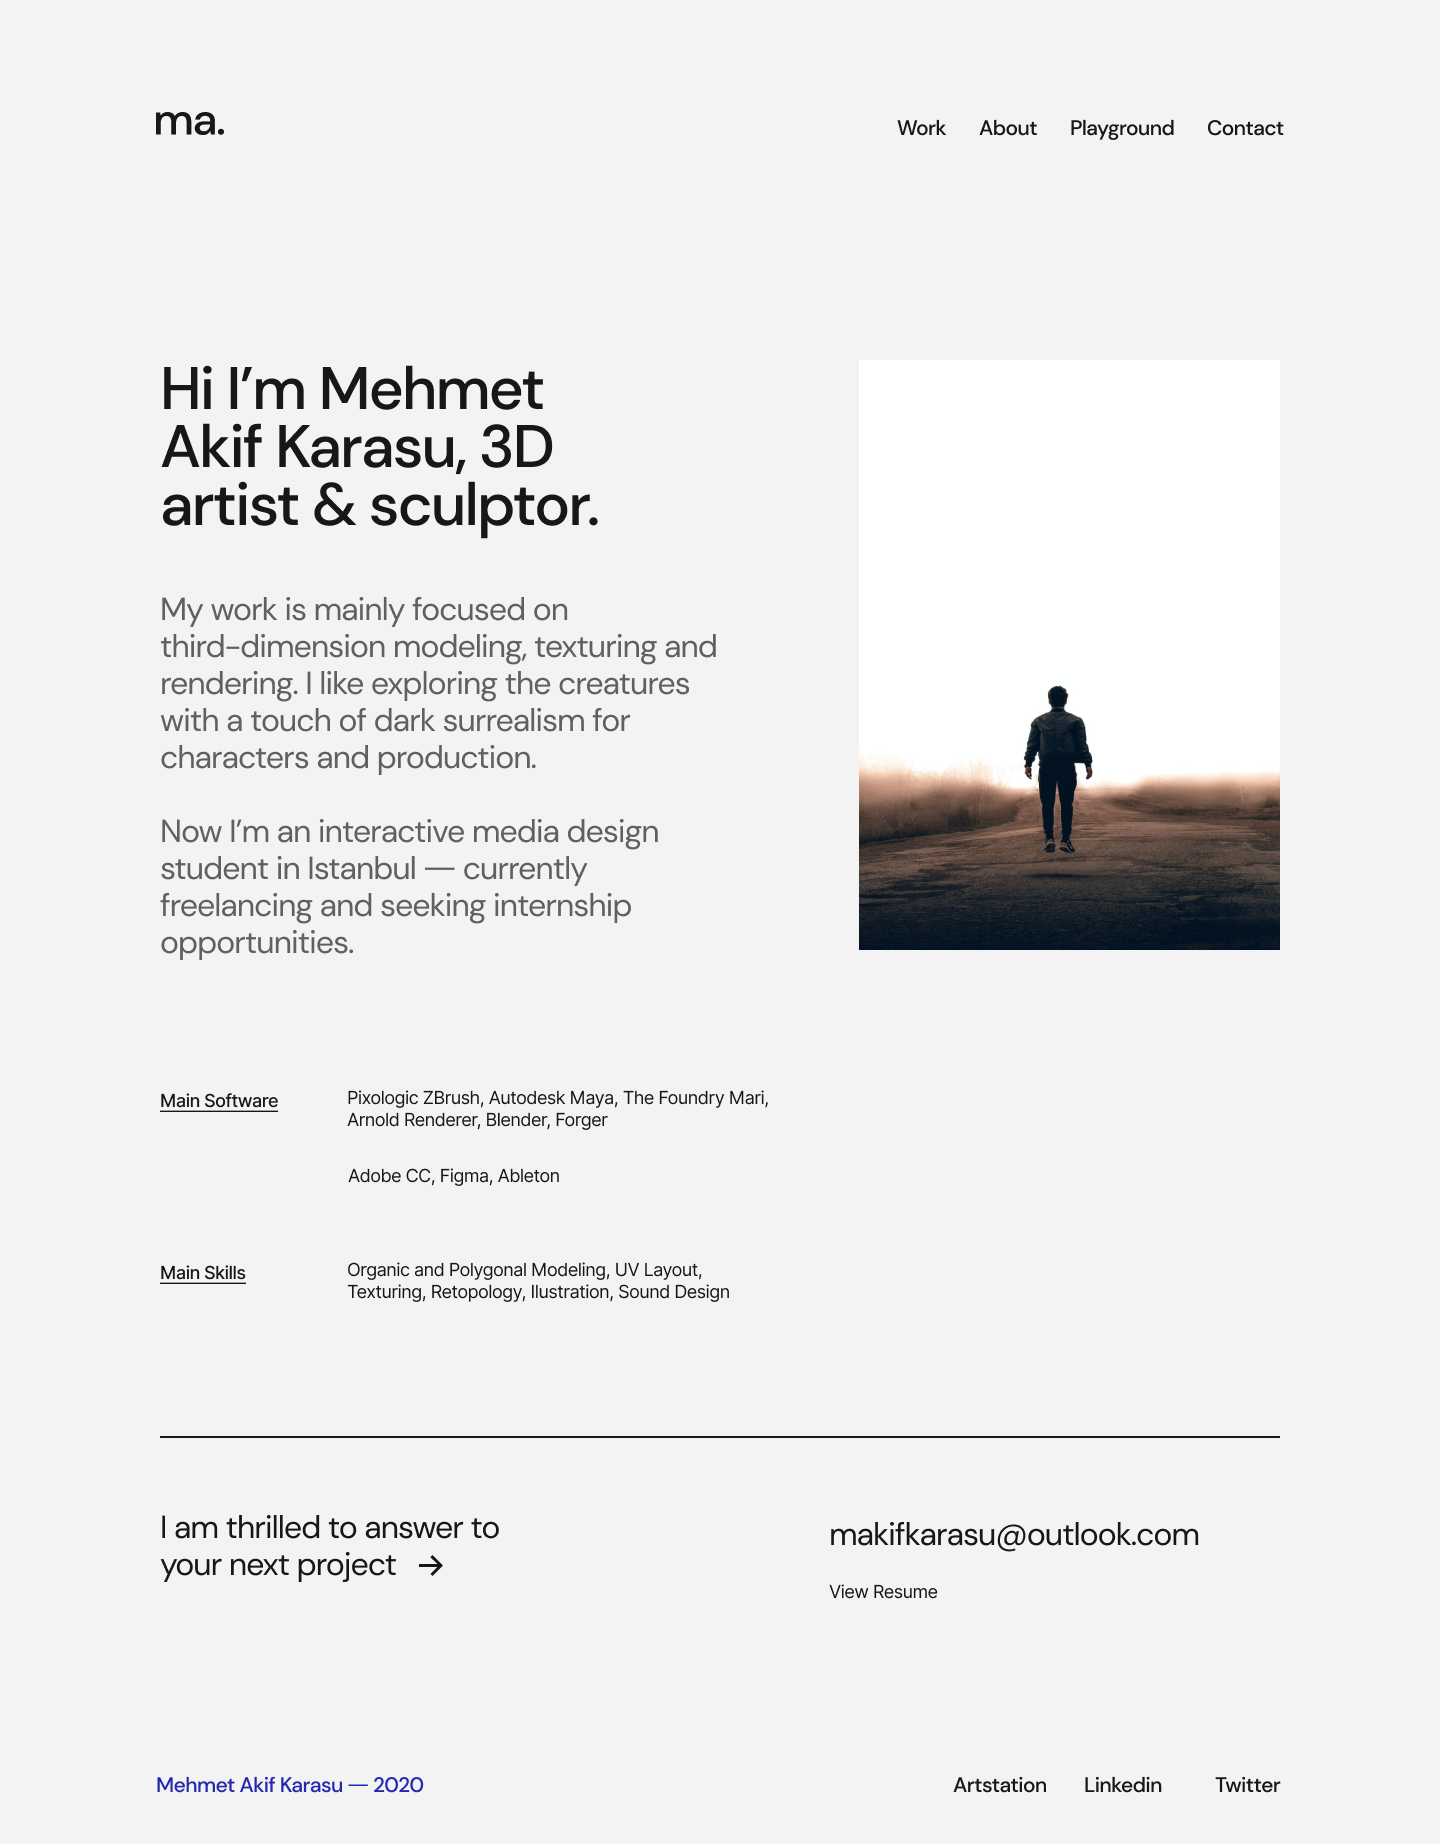 ma.
Work About Playground Contact
Hi I’m Mehmet
Akif Karasu, 3D
artist & sculptor.
My work is mainly focused on
third-dimension modeling, texturing and
rendering. I like exploring the creatures
with a touch of dark surrealism for
characters and production.
Now I’m an interactive media design
student in Istanbul — currently
freelancing and seeking internship
opportunities.
Main Software
Pixologic ZBrush, Autodesk Maya, The Foundry Mari,
Arnold Renderer, Blender, Forger
Adobe CC, Figma, Ableton
Main Skills
Organic and Polygonal Modeling, UV Layout,
Texturing, Retopology, Ilustration, Sound Design
I am thrilled to answer to
your next project →
makifkarasu@outlook.com
View Resume
Mehmet Akif Karasu — 2020
Artstation Linkedin Twitter